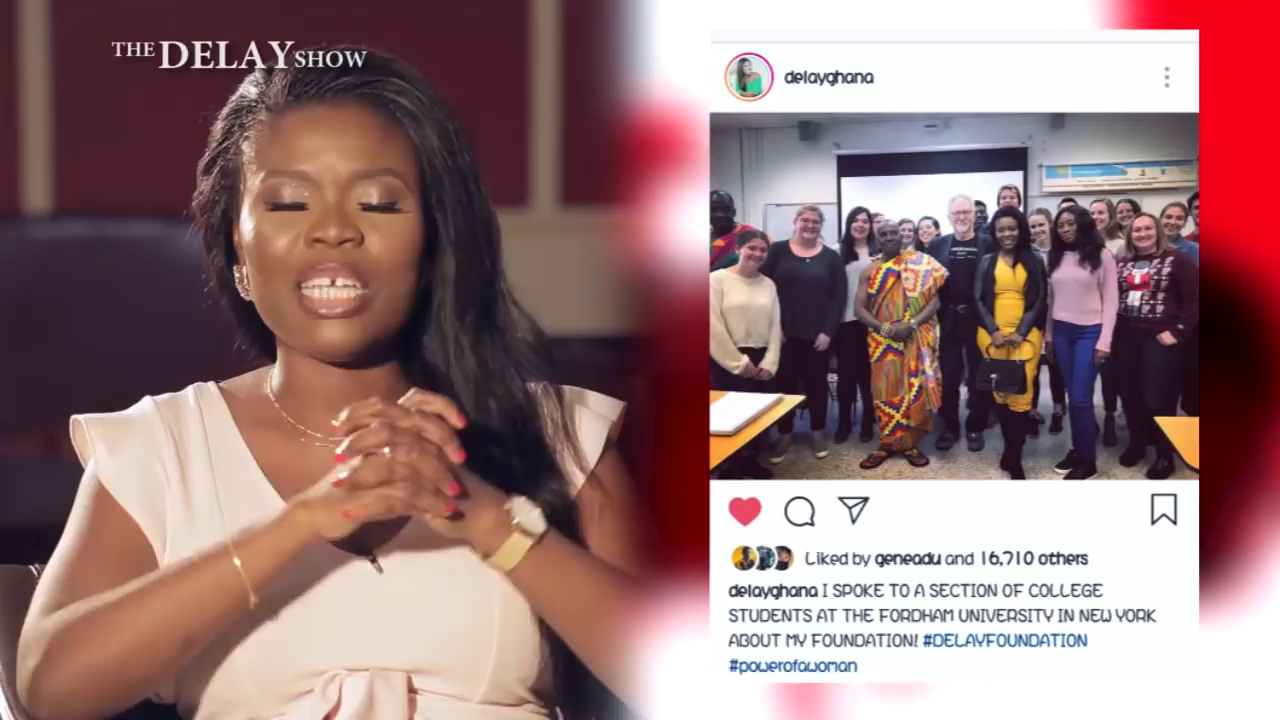 THE DELAY SHOW
delayghana
Liked by geneadu and 16,710 others
delayghana I SPOKE TO A SECTION OF COLLEGE
STUDENTS AT THE FORDHAM UNIVERSITY IN NEW YORK
ABOUT MY FOUNDATION! #DELAYFOUNDATION
#powerofawoman